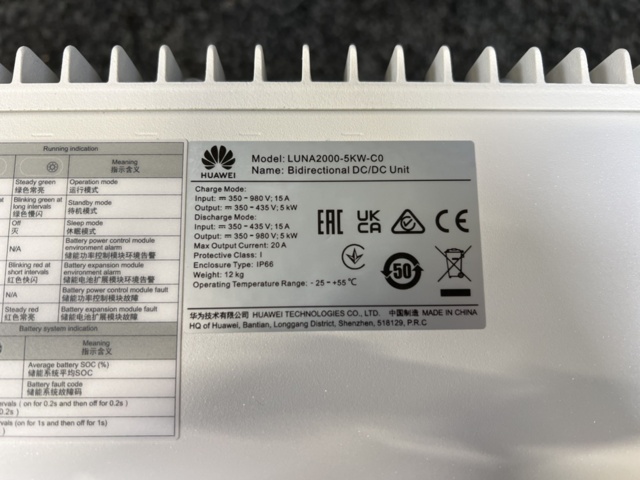 Running indication
Meaning
指示含义
Steady green
绿色常亮
Operation mode
运行模式
Blinking green at
long intervals
绿色慢闪
Standby mode
待机模式
Off
灭
Sleep mode
休眠模式
N/A
Battery power control module
environment alarm
储能功率控制模块环境告警
Blinking red at
short intervals
红色快闪
Battery expansion module
environment alarm
储能电池扩展模块环境告警
N/A
Battery power control module fault
储能功率控制模块故障
Steady red
红色常亮
Battery expansion module fault
储能电池扩展模块故障
Battery system indication
Meaning
指示含义
Average battery SOC (%)
储能系统平均SOC
Battery fault code
储能系统故障码
( on for 0.2s and then off for 0.2s )
0.2s )
( on for 1s and then off for 1s)
HUAWEI
Model: LUNA2000-5KW-C0
Name: Bidirectional DC/DC Unit
Charge Mode:
Input: ⎓ 350 – 980 V; 15 A
Output: ⎓ 350 – 435 V; 5 kW
Discharge Mode:
Input: ⎓ 350 – 435 V; 15 A
Output: ⎓ 350 – 980 V; 5 kW
Max Output Current: 20 A
Protective Class: I
Enclosure Type: IP66
Weight: 12 kg
Operating Temperature Range: - 25 ~ +55 ℃
EAC
UK
CA
CE
50
华为技术有限公司 HUAWEI TECHNOLOGIES CO., LTD. 中国制造 MADE IN CHINA
HQ of Huawei, Bantian, Longgang District, Shenzhen, 518129, P.R.C